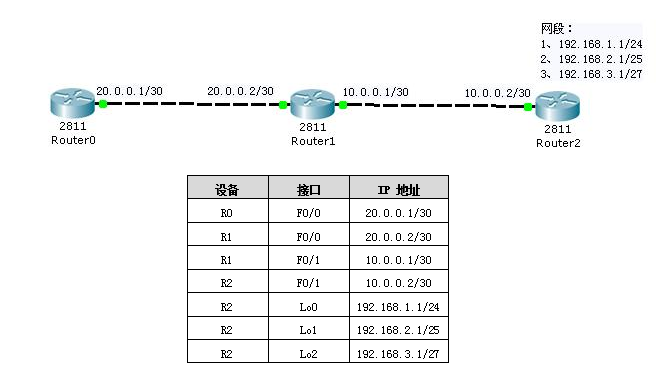 网段：
1、192.168.1.1/24
2、192.168.2.1/25
3、192.168.3.1/27
20.0.0.1/30
20.0.0.2/30
10.0.0.1/30
10.0.0.2/30
2811
Router0
2811
Router1
2811
Router2
设备 接口 IP 地址
R0 F0/0 20.0.0.1/30
R1 F0/0 20.0.0.2/30
R1 F0/1 10.0.0.1/30
R2 F0/1 10.0.0.2/30
R2 Lo0 192.168.1.1/24
R2 Lo1 192.168.2.1/25
R2 Lo2 192.168.3.1/27